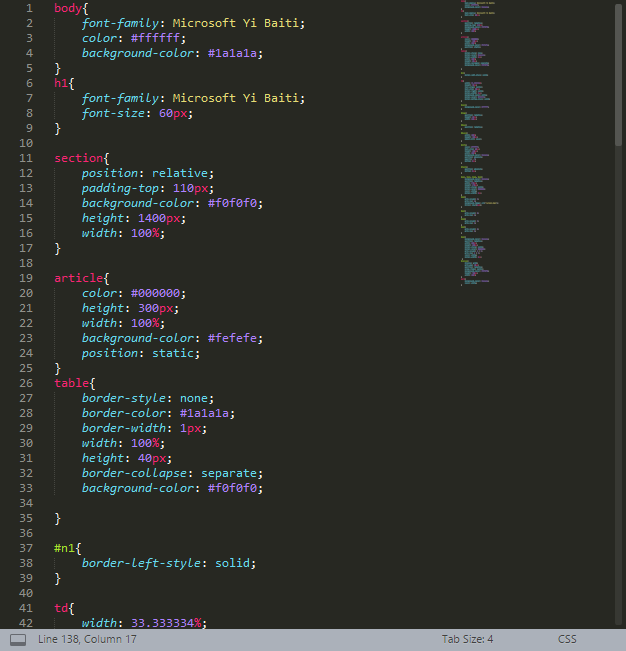 1 body{
2 font-family: Microsoft Yi Baiti;
3 color: #ffffff;
4 background-color: #1a1a1a;
5 }
6 h1{
7 font-family: Microsoft Yi Baiti;
8 font-size: 60px;
9 }
10
11 section{
12 position: relative;
13 padding-top: 110px;
14 background-color: #f0f0f0;
15 height: 1400px;
16 width: 100%;
17 }
18
19 article{
20 color: #000000;
21 height: 300px;
22 width: 100%;
23 background-color: #fefefe;
24 position: static;
25 }
26 table{
27 border-style: none;
28 border-color: #1a1a1a;
29 border-width: 1px;
30 width: 100%;
31 height: 40px;
32 border-collapse: separate;
33 background-color: #f0f0f0;
34
35 }
36
37 #n1{
38 border-left-style: solid;
39 }
40
41 td{
42 width: 33.333334%;
Line 138, Column 17 Tab Size: 4 CSS